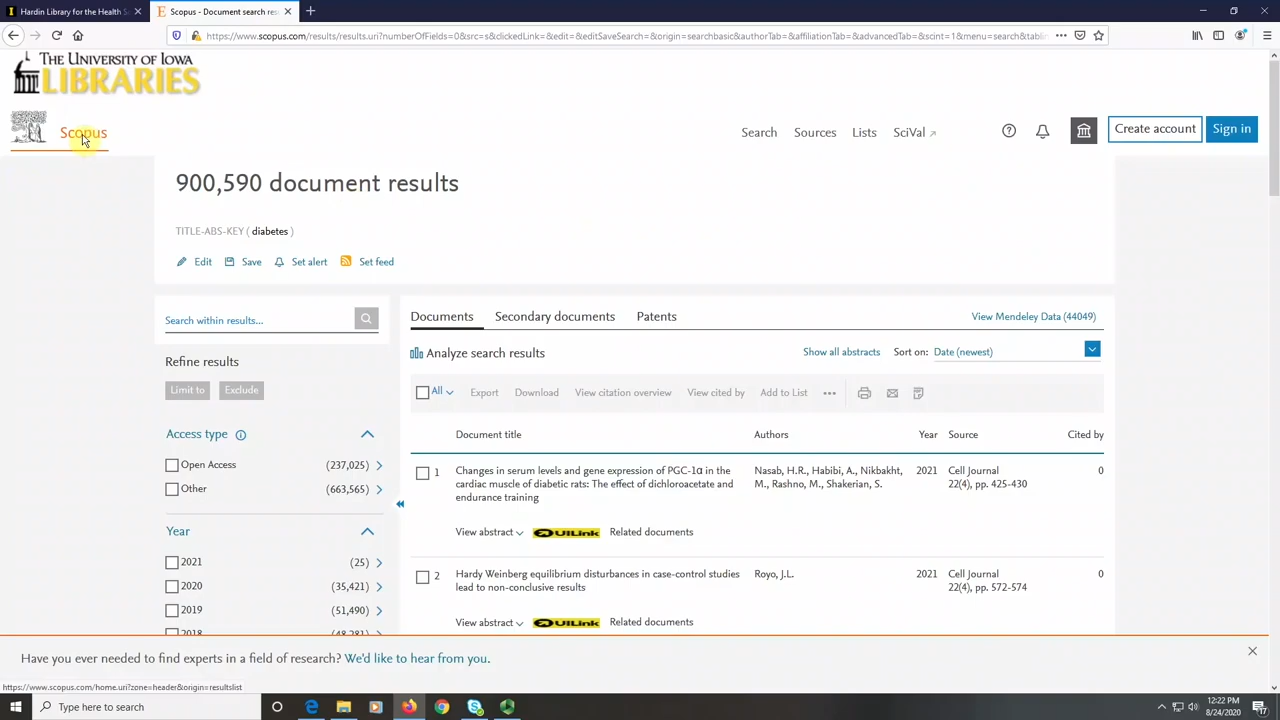 Hardin Library for the Health S
Scopus - Document search res
https://www.scopus.com/results/results.uri?numberOfFields=0&src=s&clickedLink=&edit=&editSaveSearch=&origin=searchbasic&authorTab=&affiliationTab=&advancedTab=&scint=1&menu=search&tablin
THE UNIVERSITY OF IOWA
LIBRARIES
Scopus
Search
Sources
Lists
SciVal
Create account
Sign in
900,590 document results
TITLE-ABS-KEY ( diabetes )
Edit
Save
Set alert
Set feed
Search within results...
Refine results
Limit to
Exclude
Access type
Open Access (237,025)
Other (663,565)
Year
2021 (25)
2020 (35,421)
2019 (51,490)
2018 (48,281)
Documents
Secondary documents
Patents
View Mendeley Data (44049)
Analyze search results
Show all abstracts
Sort on: Date (newest)
All
Export
Download
View citation overview
View cited by
Add to List
Document title
Authors
Year
Source
Cited by
1
Changes in serum levels and gene expression of PGC-1α in the
cardiac muscle of diabetic rats: The effect of dichloroacetate and
endurance training
Nasab, H.R., Habibi, A., Nikbakht,
M., Rashno, M., Shakerian, S.
2021
Cell Journal
22(4), pp. 425-430
0
View abstract
UILink
Related documents
2
Hardy Weinberg equilibrium disturbances in case-control studies
lead to non-conclusive results
Royo, J.L.
2021
Cell Journal
22(4), pp. 572-574
0
View abstract
UILink
Related documents
Have you ever needed to find experts in a field of research? We'd like to hear from you.
https://www.scopus.com/home.uri?zone=header&origin=resultslist
Type here to search
12:22 PM
8/24/2020
17